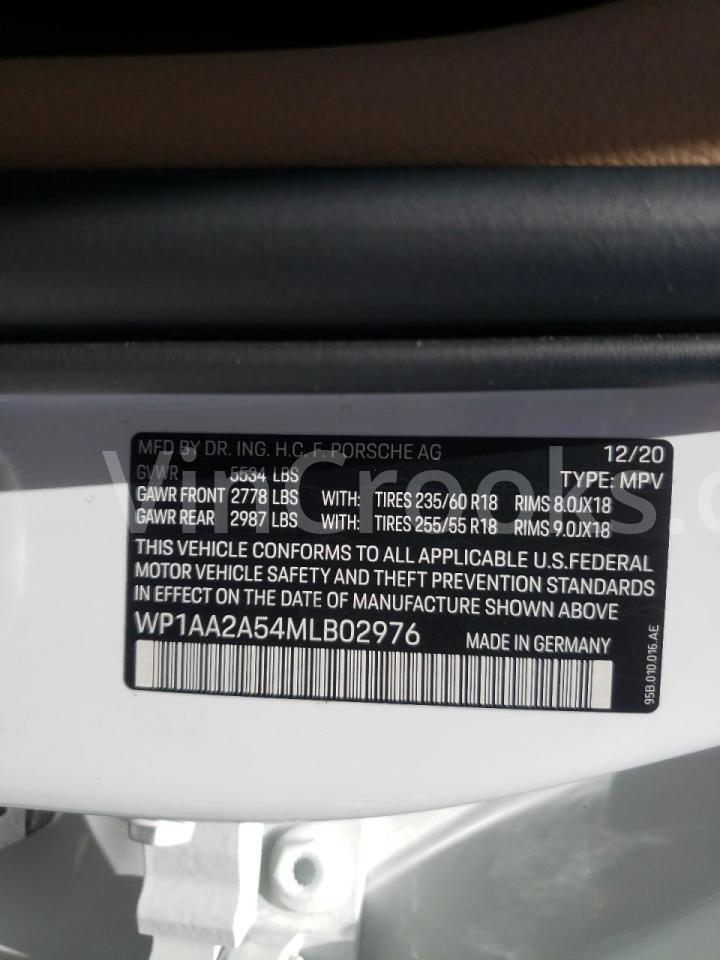 MFD BY DR. ING. H.C. F. PORSCHE AG 12/20
GVWR 5534 LBS TYPE: MPV
GAWR FRONT 2778 LBS WITH: TIRES 235/60 R18 RIMS 8.0JX18
GAWR REAR 2987 LBS WITH: TIRES 255/55 R18 RIMS 9.0JX18
THIS VEHICLE CONFORMS TO ALL APPLICABLE U.S.FEDERAL
MOTOR VEHICLE SAFETY AND THEFT PREVENTION STANDARDS
IN EFFECT ON THE DATE OF MANUFACTURE SHOWN ABOVE
WP1AA2A54MLB02976 MADE IN GERMANY
95B.010.016.AE
VinCrooks.c